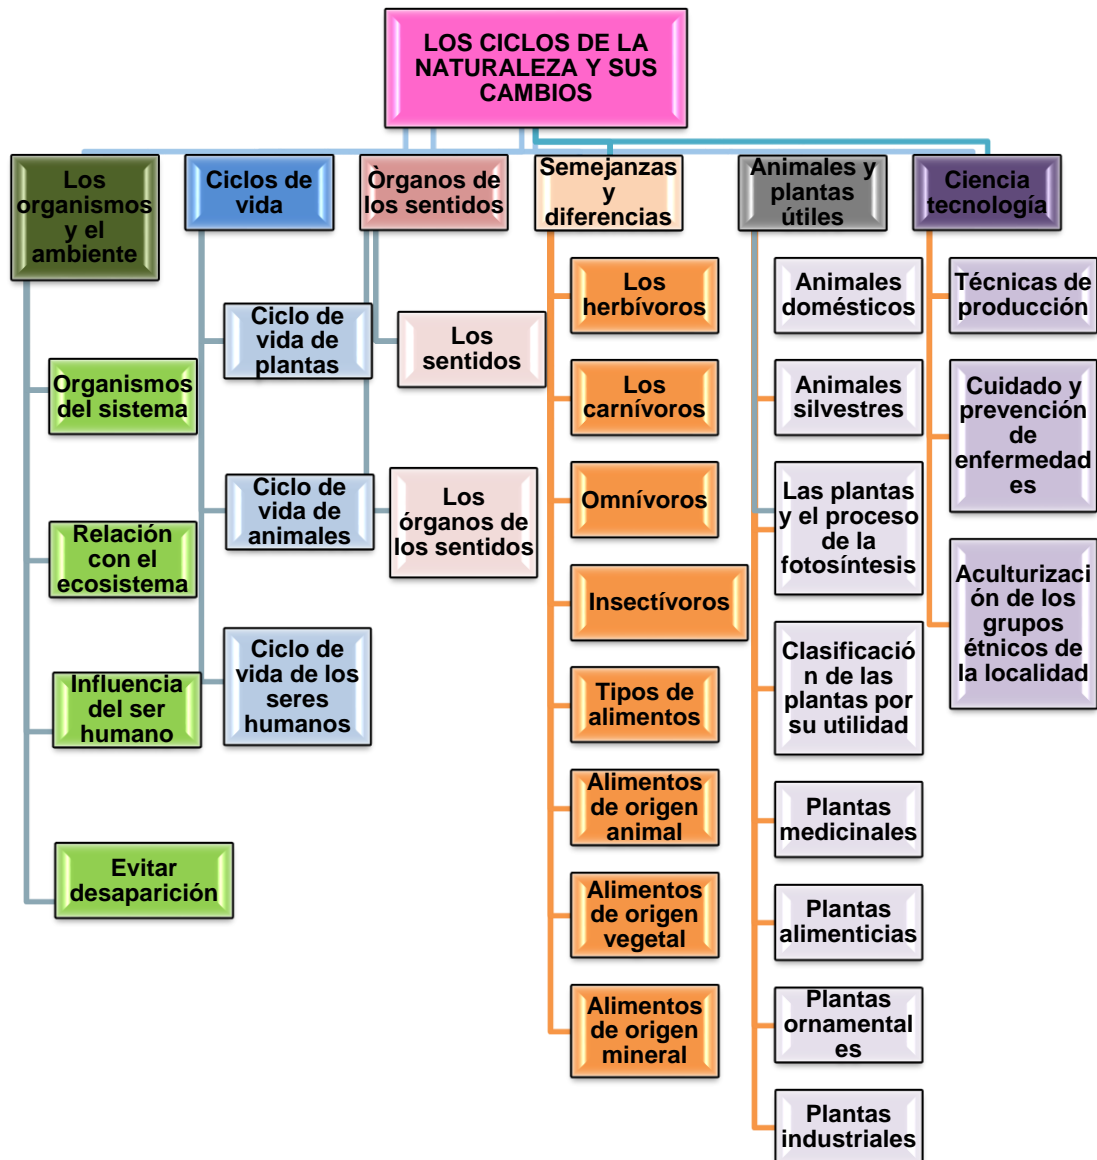 LOS CICLOS DE LA
NATURALEZA Y SUS
CAMBIOS
Los
organismos
y el
ambiente
Organismos
del sistema
Relación con el
ecosistema
Influencia
del ser
humano
Evitar
desaparición
Ciclos de
vida
Ciclo de
vida de
plantas
Ciclo de
vida de
animales
Ciclo de
vida de los
seres
humanos
Òrganos de
los sentidos
Los
sentidos
Los
órganos de
los sentidos
Semejanzas
y
diferencias
Los
herbívoros
Los
carnívoros
Omnívoros
Insectívoros
Tipos de
alimentos
Alimentos
de origen
animal
Alimentos
de origen
vegetal
Alimentos
de origen
mineral
Animales y
plantas
útiles
Animales
domésticos
Animales
silvestres
Las plantas
y el proceso
de la
fotosíntesis
Clasificació
n de las
plantas por
su utilidad
Plantas
medicinales
Plantas
alimenticias
Plantas
ornamental
es
Plantas
industriales
Ciencia
tecnología
Técnicas de
producción
Cuidado y
prevención
de
enfermedad
es
Aculturizaci
ón de los
grupos
étnicos de
la localidad